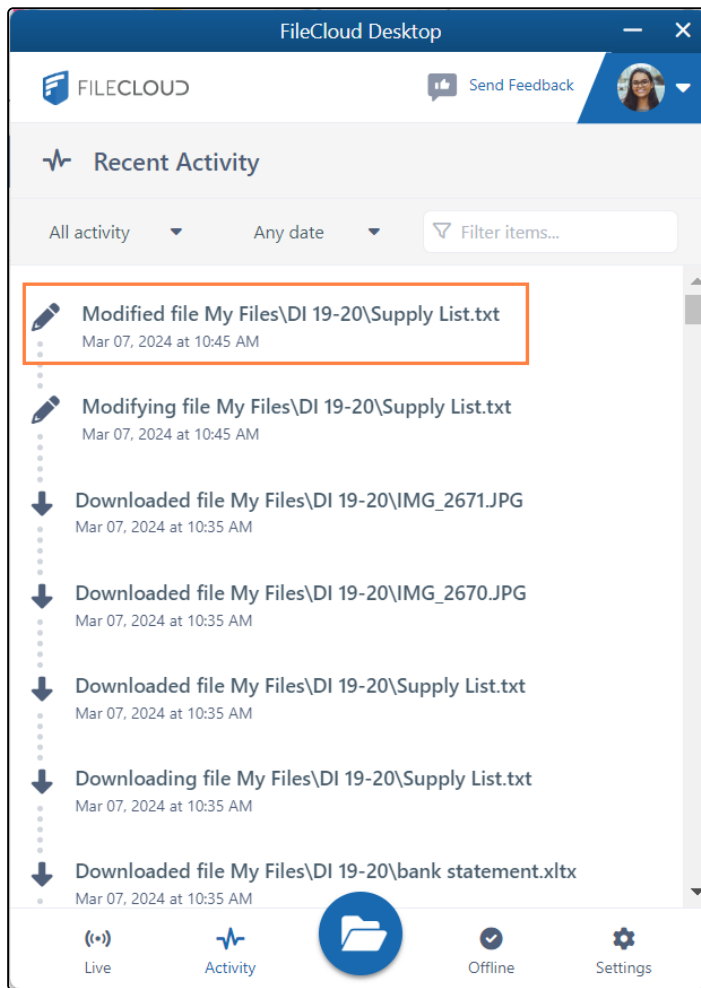 FileCloud Desktop
FILECLOUD
Send Feedback
Recent Activity
All activity
Any date
Filter items...
Modified file My Files\DI 19-20\Supply List.txt
Mar 07, 2024 at 10:45 AM
Modifying file My Files\DI 19-20\Supply List.txt
Mar 07, 2024 at 10:45 AM
Downloaded file My Files\DI 19-20\IMG_2671.JPG
Mar 07, 2024 at 10:35 AM
Downloaded file My Files\DI 19-20\IMG_2670.JPG
Mar 07, 2024 at 10:35 AM
Downloaded file My Files\DI 19-20\Supply List.txt
Mar 07, 2024 at 10:35 AM
Downloading file My Files\DI 19-20\Supply List.txt
Mar 07, 2024 at 10:35 AM
Downloaded file My Files\DI 19-20\bank statement.xltx
Mar 07, 2024 at 10:35 AM
Live
Activity
Offline
Settings